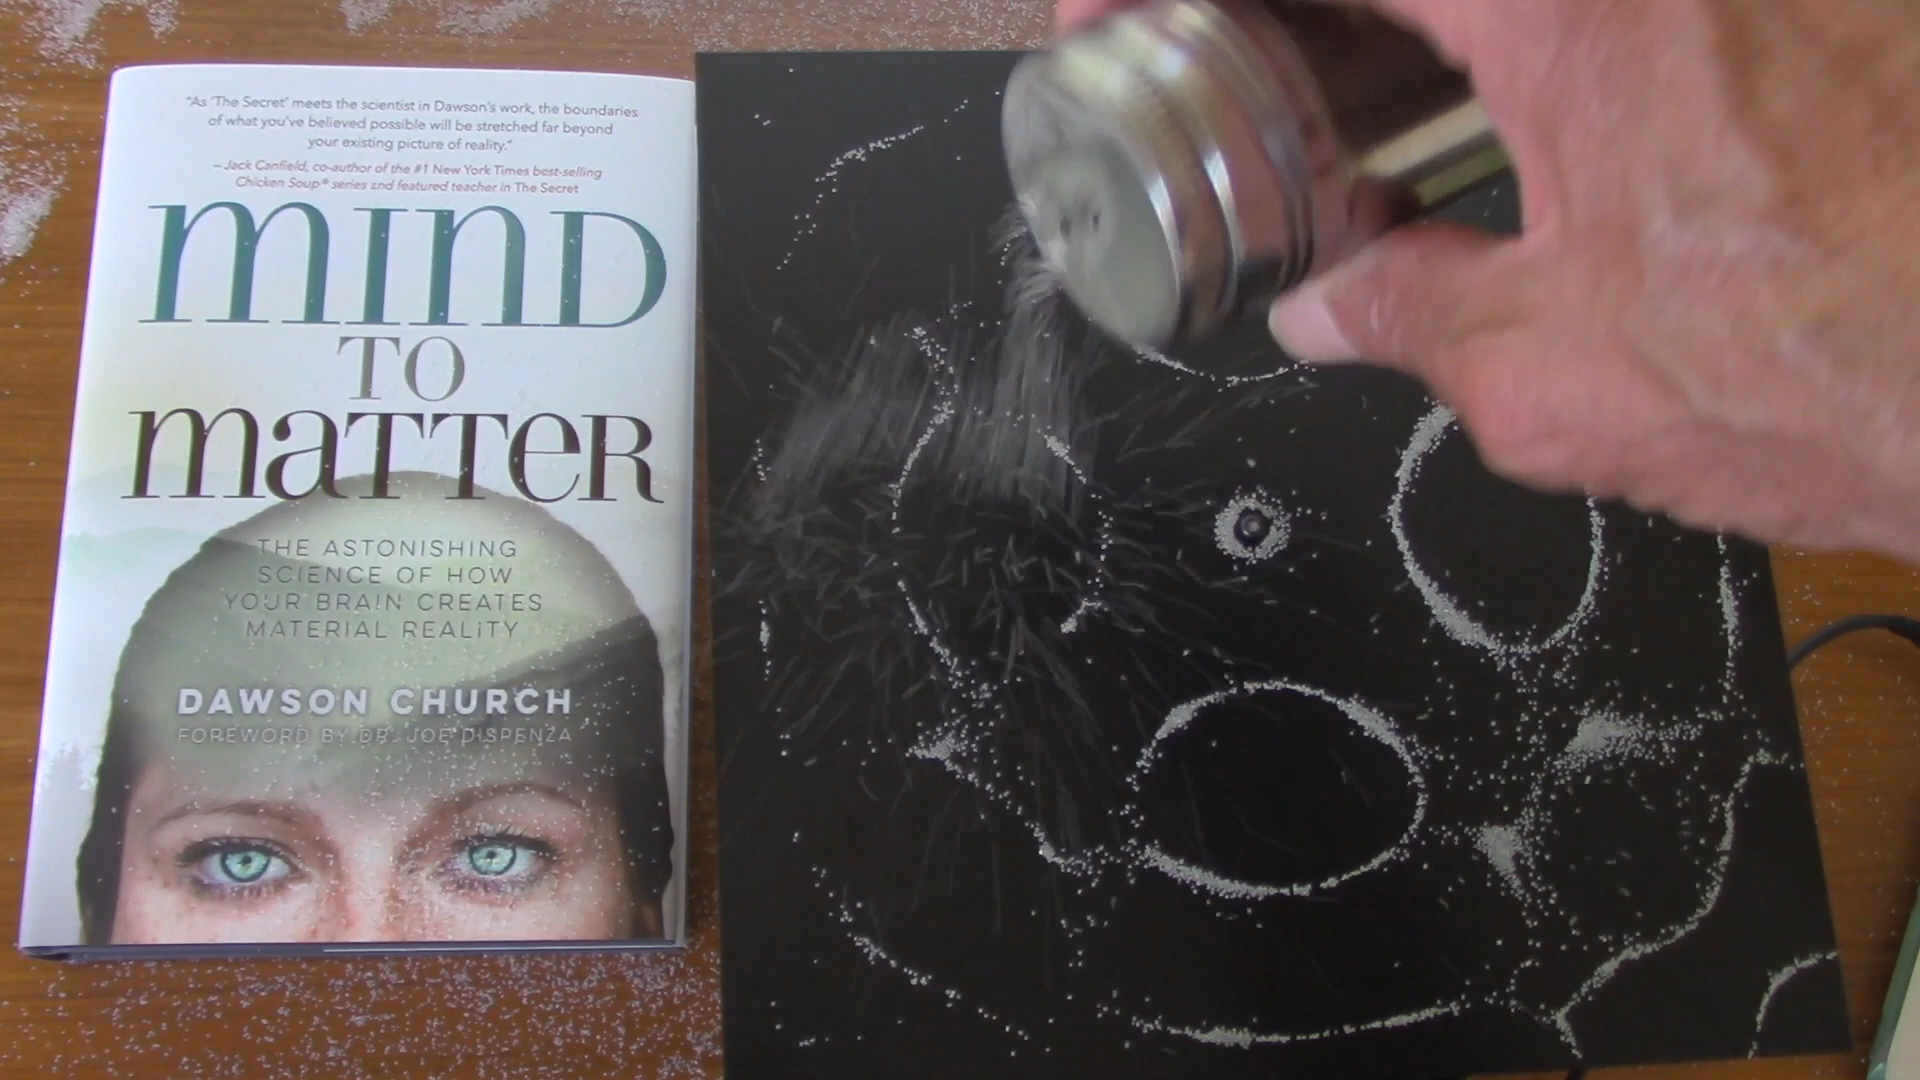 "As 'The Secret' meets the scientist in Dawson's work, the boundaries
of what you've believed possible will be stretched far beyond
your existing picture of reality."
– Jack Canfield, co-author of the #1 New York Times best-selling
Chicken Soup® series and featured teacher in The Secret
mIND
TO
maTTeR
THE ASTONISHING
SCIENCE OF HOW
YOUR BRAIN CREATES
MATERIAL REALITY
DAWSON CHURCH
FOREWORD BY DR. JOE DISPENZA